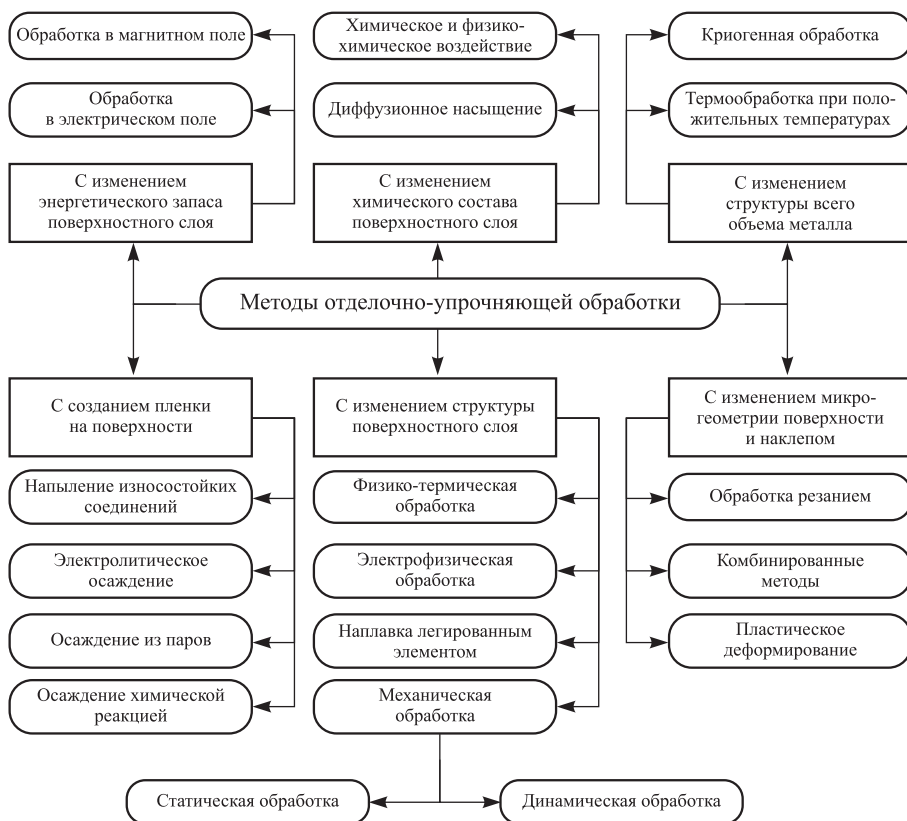 Обработка в магнитном поле
Химическое и физико-
химическое воздействие
Криогенная обработка
Обработка
в электрическом поле
Диффузионное насыщение
Термообработка при поло-
жительных температурах
С изменением
энергетического запаса
поверхностного слоя
С изменением
химического состава
поверхностного слоя
С изменением
структуры всего
объема металла
Методы отделочно-упрочняющей обработки
С созданием пленки
на поверхности
С изменением структуры
поверхностного слоя
С изменением микро-
геометрии поверхности
и наклепом
Напыление износостойких
соединений
Физико-термическая
обработка
Обработка резанием
Электролитическое
осаждение
Электрофизическая
обработка
Комбинированные
методы
Осаждение из паров
Наплавка легированным
элементом
Пластическое
деформирование
Осаждение химической
реакцией
Механическая
обработка
Статическая обработка
Динамическая обработка